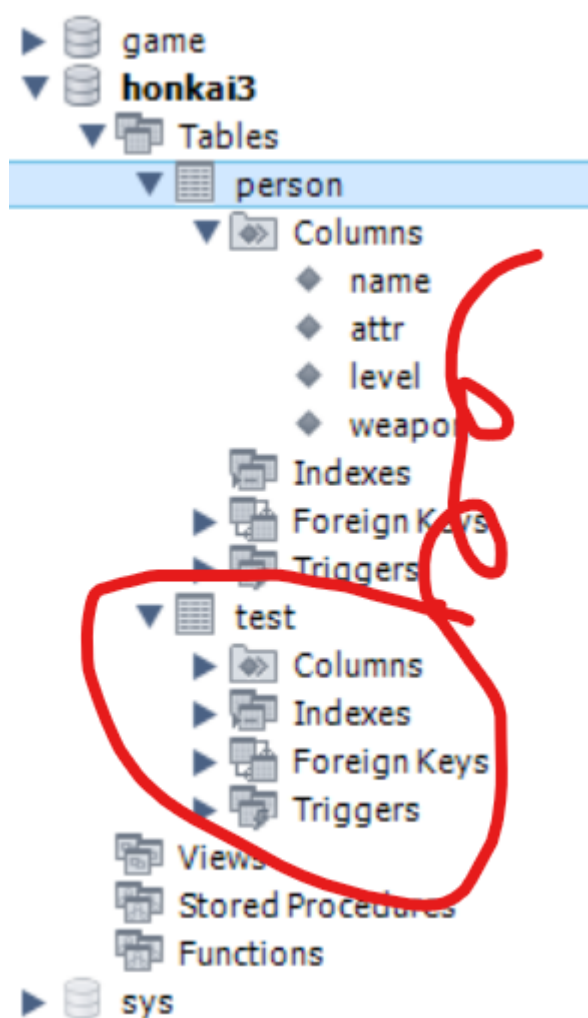 game
honkai3
Tables
person
Columns
name
attr
level
weapon
Indexes
Foreign Keys
Triggers
test
Columns
Indexes
Foreign Keys
Triggers
Views
Stored Procedures
Functions
sys